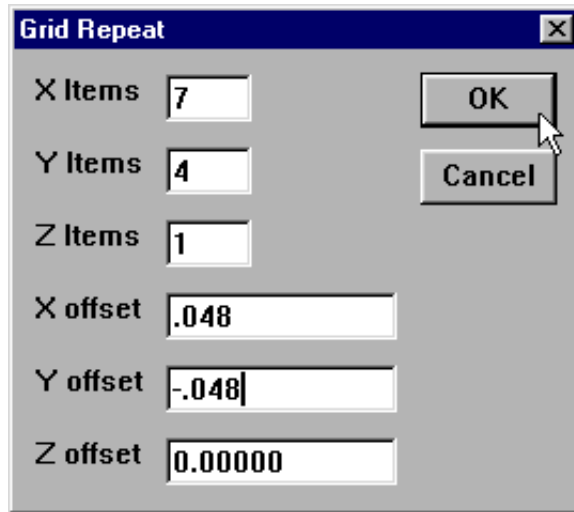 Grid Repeat
X Items 7
OK
Y Items 4
Cancel
Z Items 1
X offset .048
Y offset -.048
Z offset 0.00000